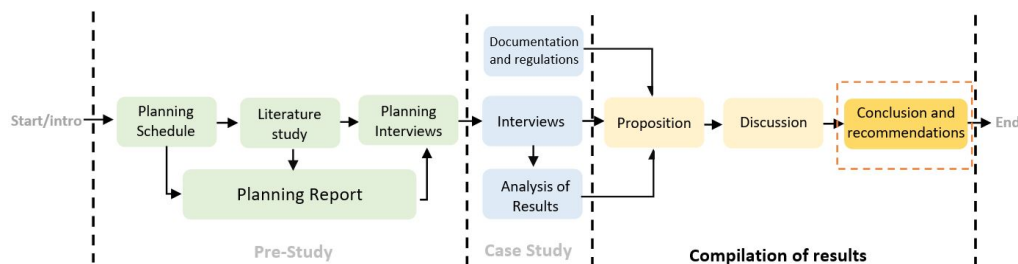 Start/intro
Planning
Schedule
Literature
study
Planning
Interviews
Planning Report
Pre-Study
Documentation
and regulations
Interviews
Analysis of
Results
Case Study
Proposition
Discussion
Conclusion and
recommendations
Compilation of results
End